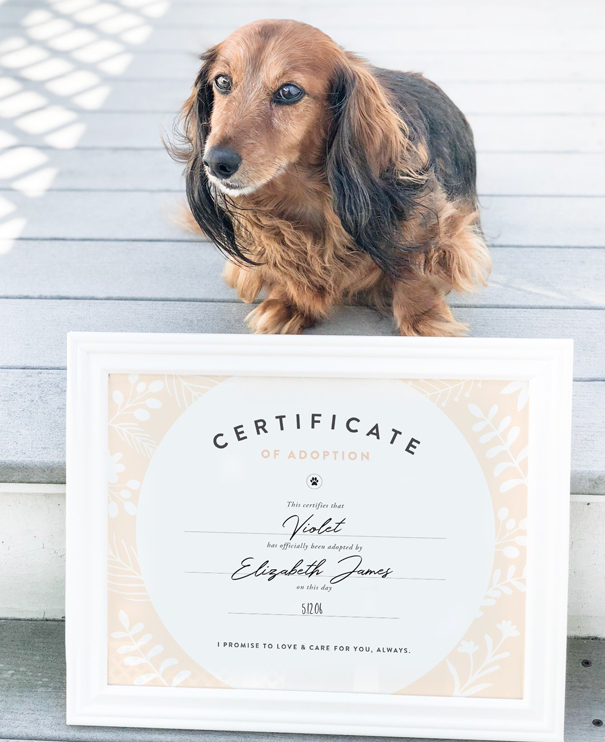 CERTIFICATE
OF ADOPTION
This certifies that
Violet
has officially been adopted by
Elizabeth James
on this day
5.12.06
I PROMISE TO LOVE & CARE FOR YOU, ALWAYS.